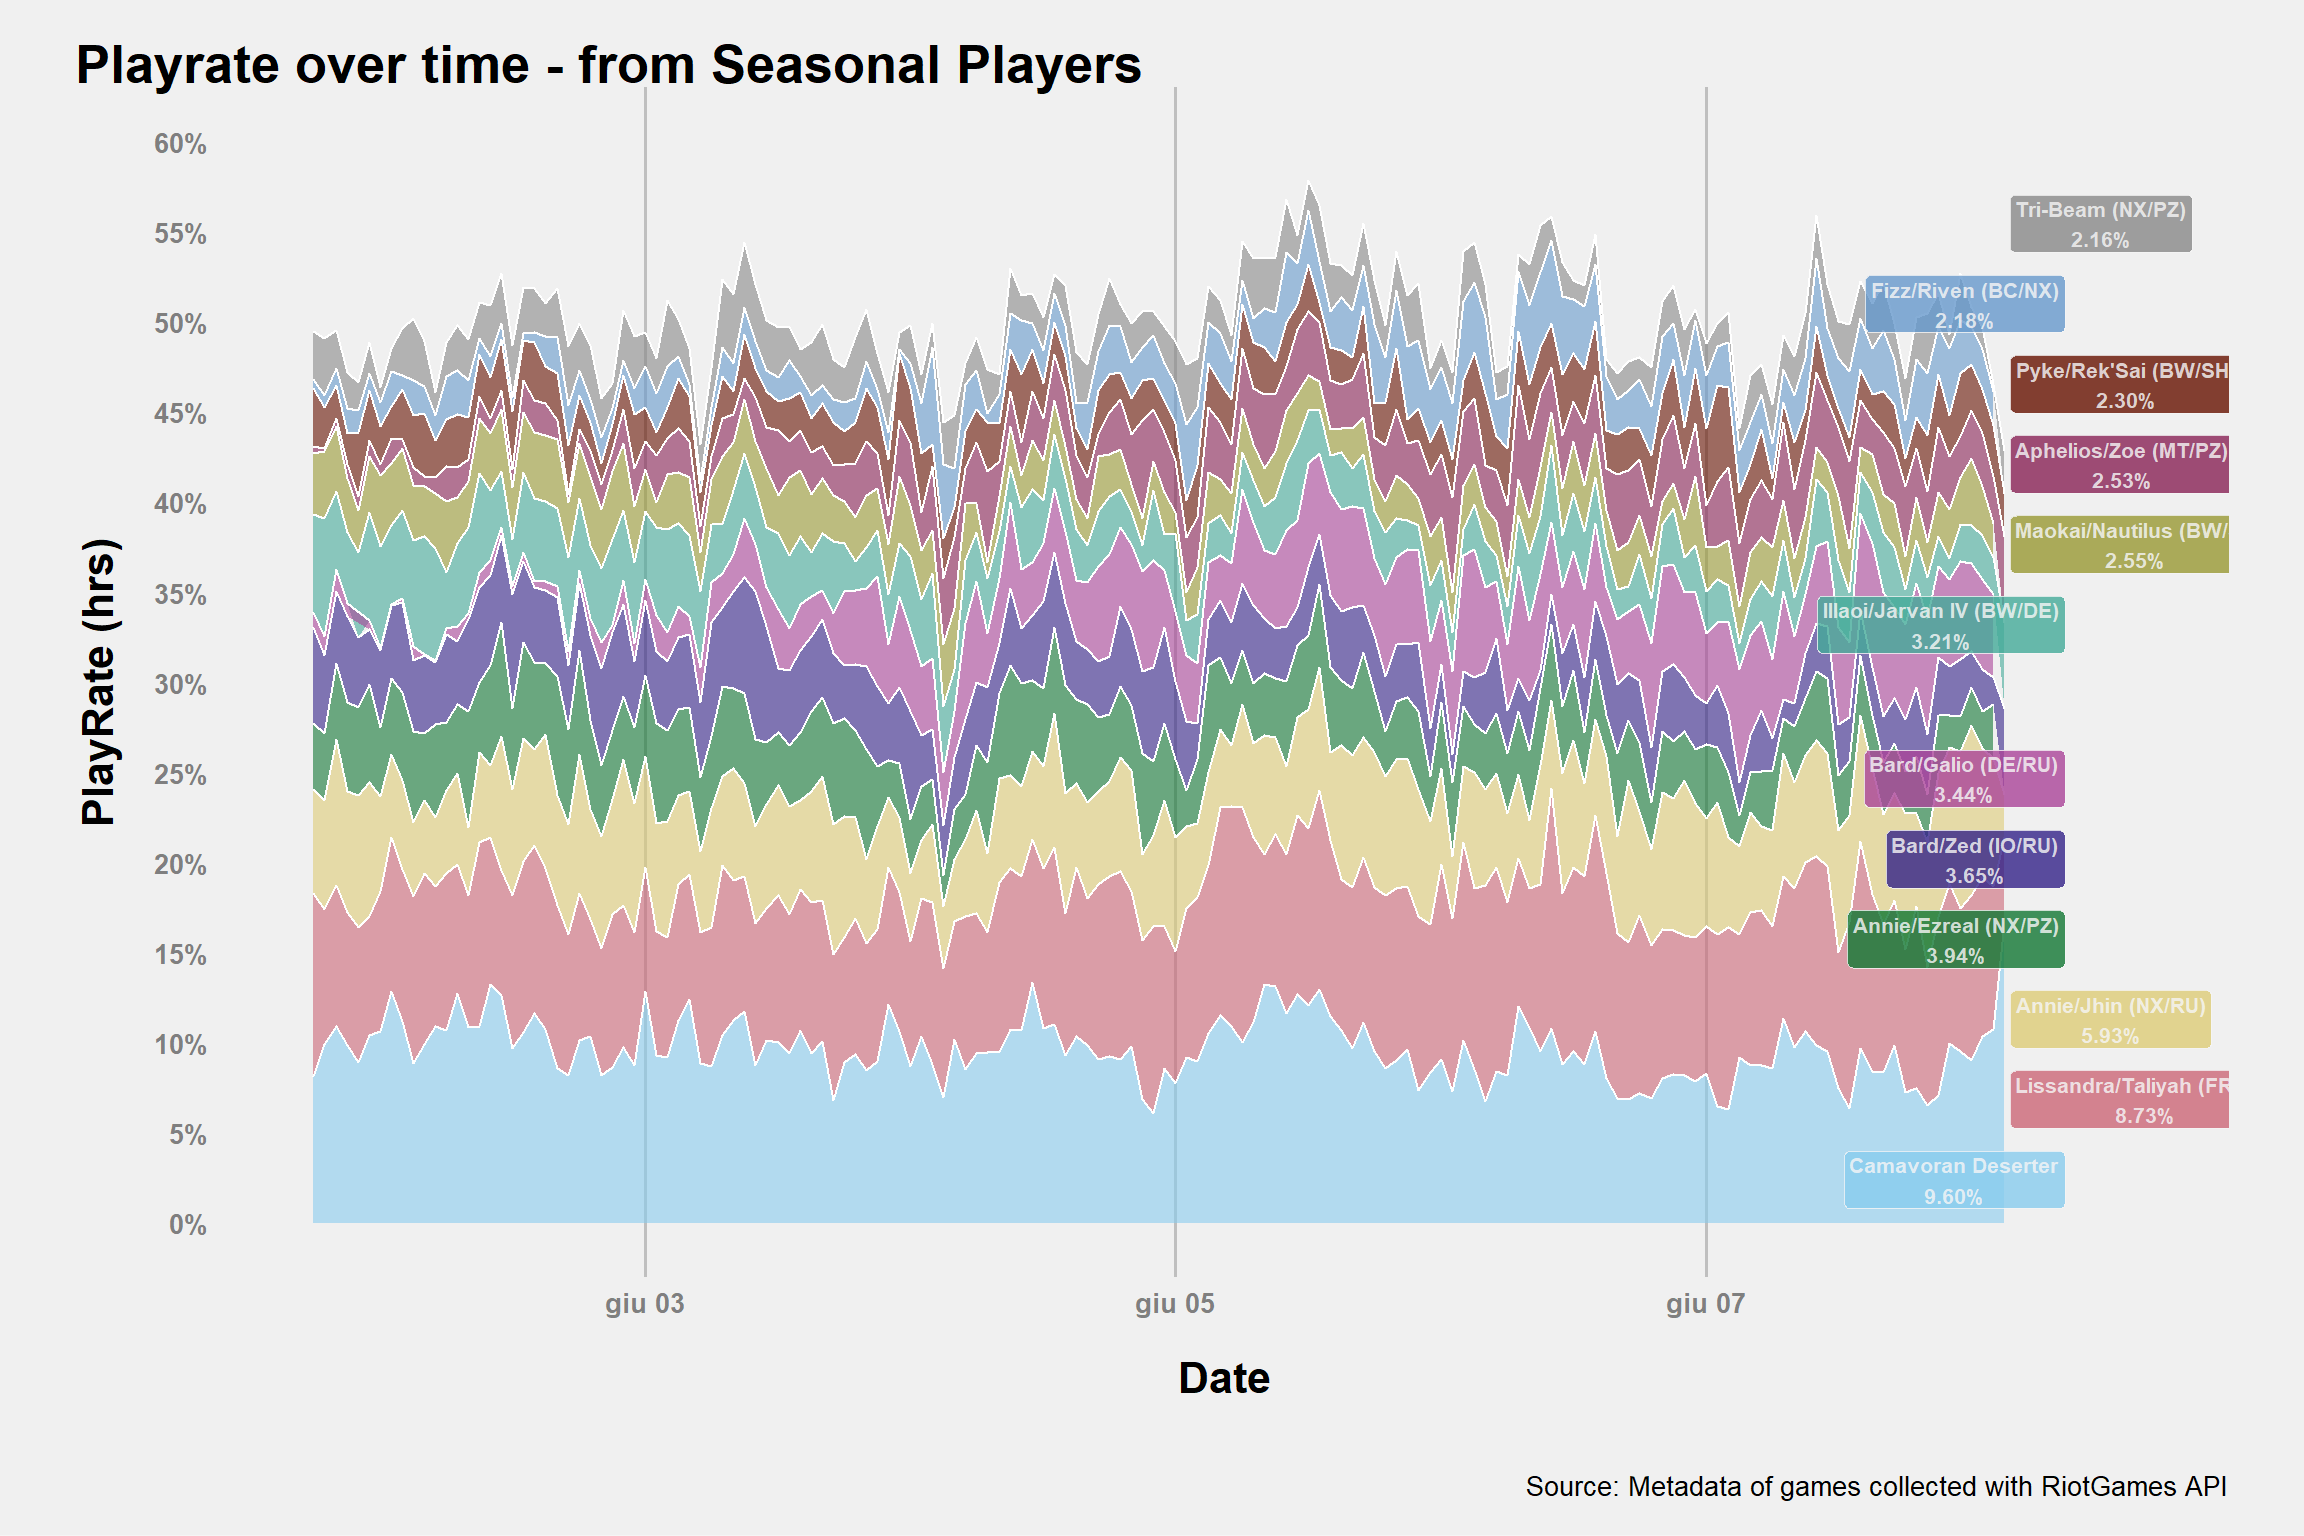 Playrate over time - from Seasonal Players
PlayRate (hrs)
60%
55%
50%
45%
40%
35%
30%
25%
20%
15%
10%
5%
0%
giu 03
giu 05
giu 07
Date
Tri-Beam (NX/PZ)
2.16%
Fizz/Riven (BC/NX)
2.18%
Pyke/Rek'Sai (BW/SH
2.30%
Aphelios/Zoe (MT/PZ)
2.53%
Maokai/Nautilus (BW/
2.55%
Illaoi/Jarvan IV (BW/DE)
3.21%
Bard/Galio (DE/RU)
3.44%
Bard/Zed (IO/RU)
3.65%
Annie/Ezreal (NX/PZ)
3.94%
Annie/Jhin (NX/RU)
5.93%
Lissandra/Taliyah (FR
8.73%
Camavoran Deserter
9.60%
Source: Metadata of games collected with RiotGames API